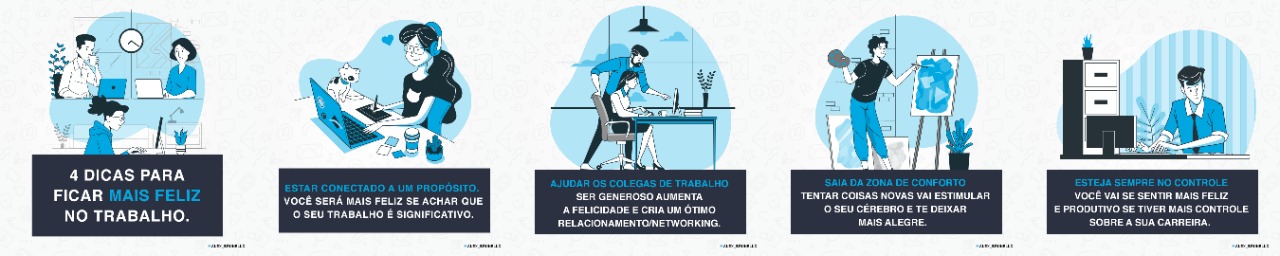 4 DICAS PARA
FICAR MAIS FELIZ
NO TRABALHO.
ESTAR CONECTADO A UM PROPÓSITO.
VOCÊ SERÁ MAIS FELIZ SE ACHAR QUE
O SEU TRABALHO É SIGNIFICATIVO.
AJUDAR OS COLEGAS DE TRABALHO
SER GENEROSO AUMENTA
A FELICIDADE E CRIA UM ÓTIMO
RELACIONAMENTO/NETWORKING.
SAIA DA ZONA DE CONFORTO
TENTAR COISAS NOVAS VAI ESTIMULAR
O SEU CÉREBRO E TE DEIXAR
MAIS ALEGRE.
ESTEJA SEMPRE NO CONTROLE
VOCÊ VAI SE SENTIR MAIS FELIZ
E PRODUTIVO SE TIVER MAIS CONTROLE
SOBRE A SUA CARREIRA.